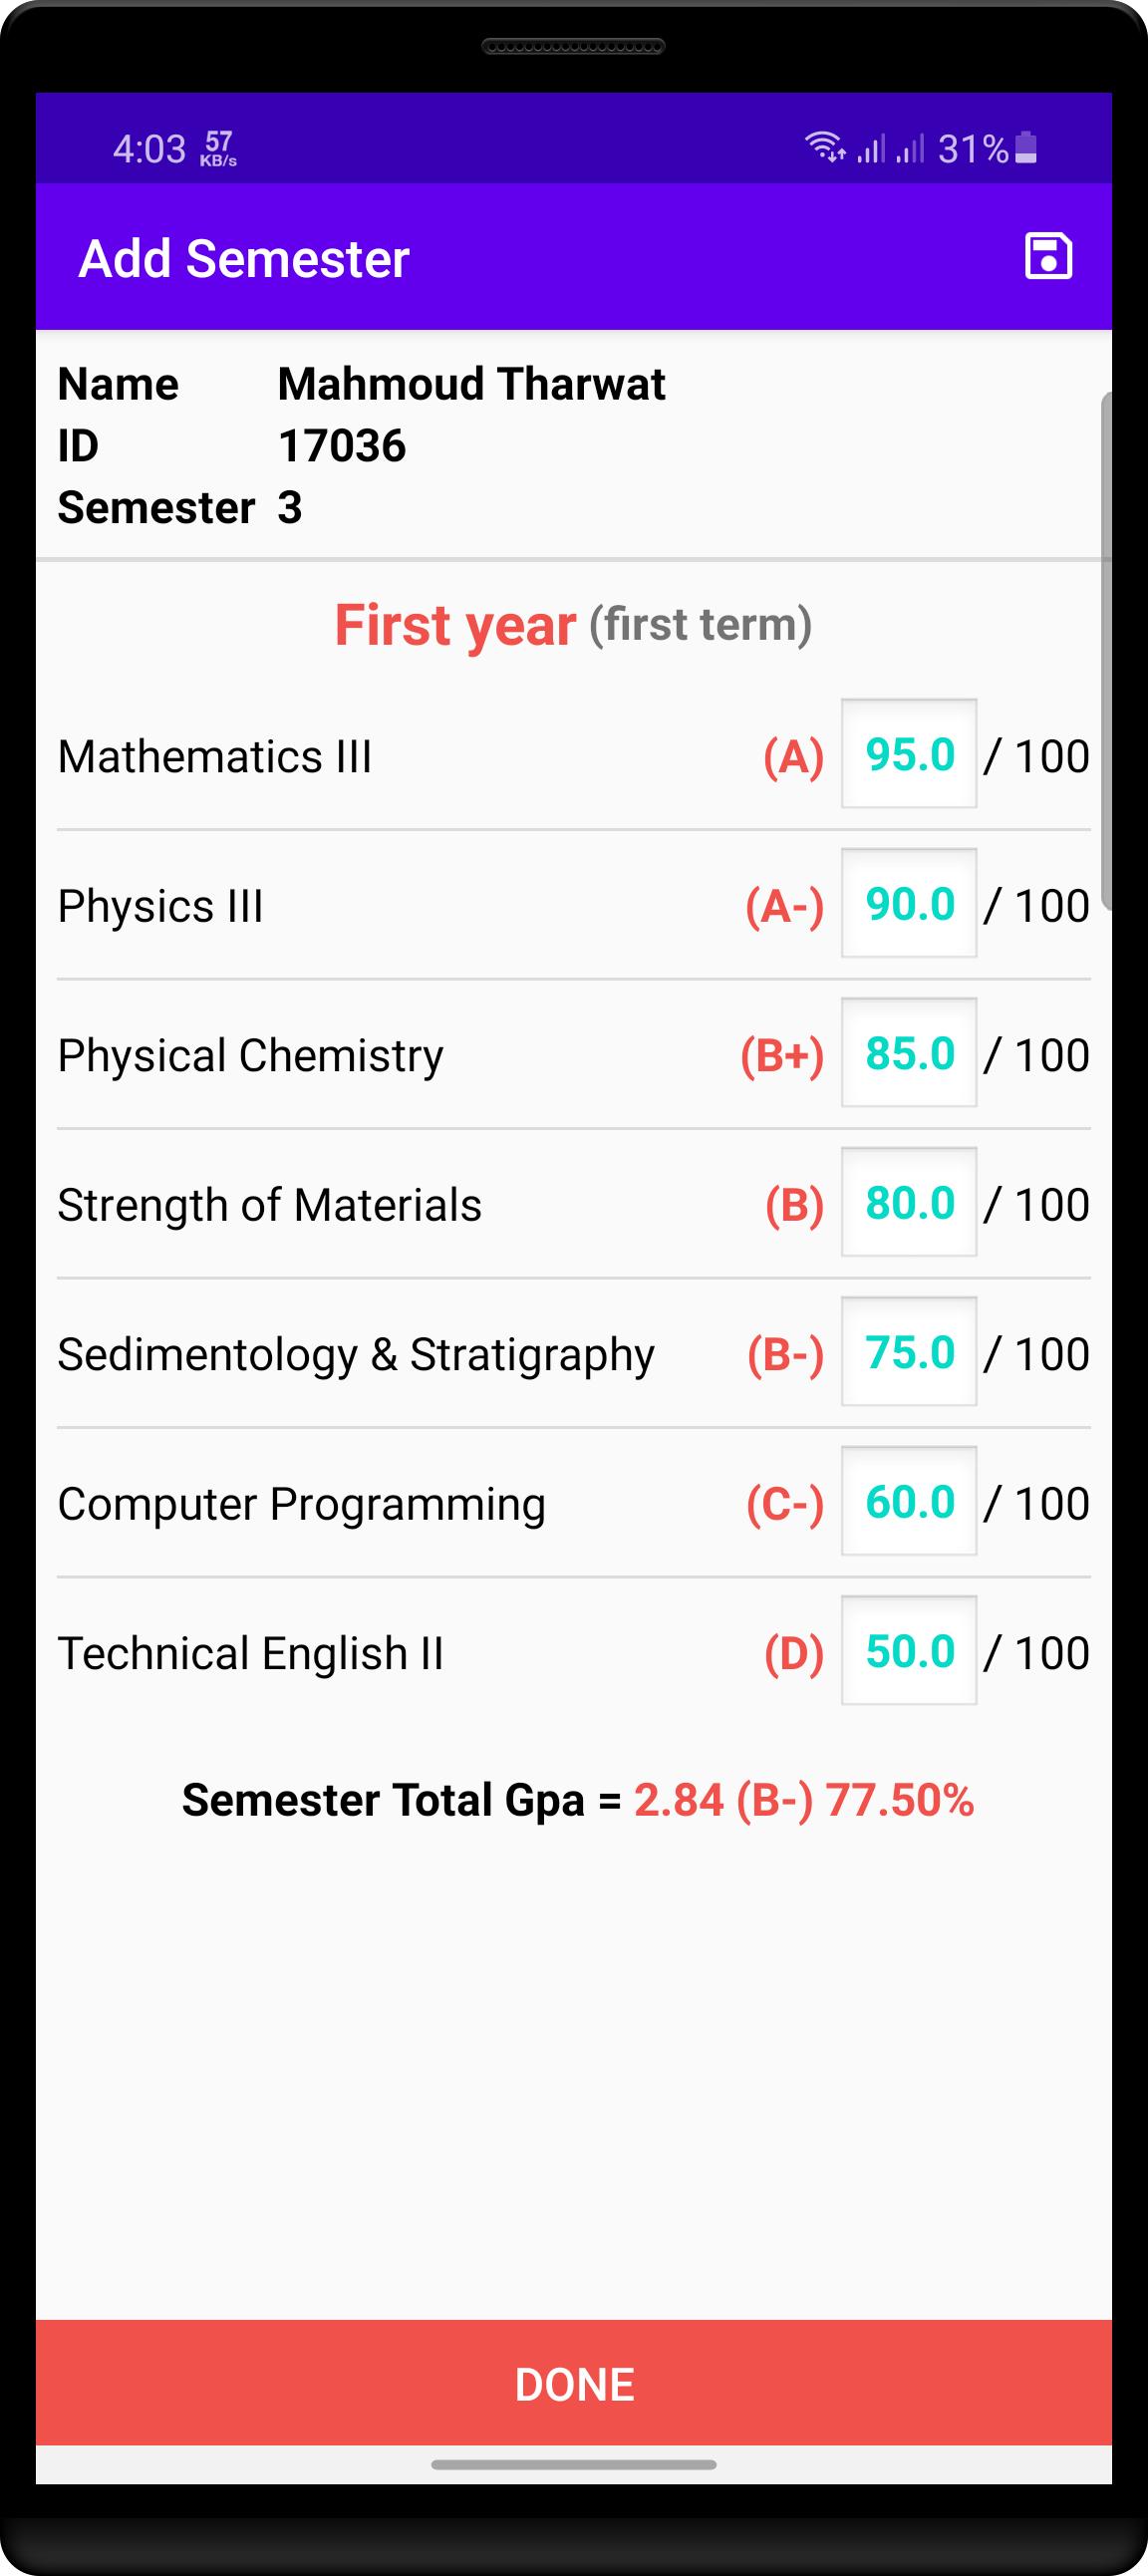 4:03 57 KB/s 31%
Add Semester
Name Mahmoud Tharwat
ID 17036
Semester 3
First year (first term)
Mathematics III (A) 95.0 / 100
Physics III (A-) 90.0 / 100
Physical Chemistry (B+) 85.0 / 100
Strength of Materials (B) 80.0 / 100
Sedimentology & Stratigraphy (B-) 75.0 / 100
Computer Programming (C-) 60.0 / 100
Technical English II (D) 50.0 / 100
Semester Total Gpa = 2.84 (B-) 77.50%
DONE